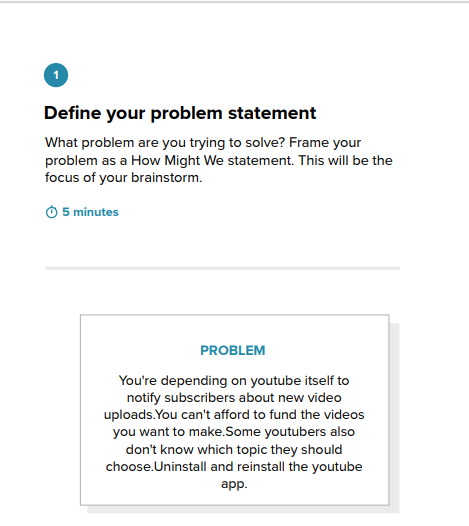 1
Define your problem statement
What problem are you trying to solve? Frame your
problem as a How Might We statement. This will be the
focus of your brainstorm.
5 minutes
PROBLEM
You're depending on youtube itself to
notify subscribers about new video
uploads.You can't afford to fund the videos
you want to make.Some youtubers also
don't know which topic they should
choose.Uninstall and reinstall the youtube
app.